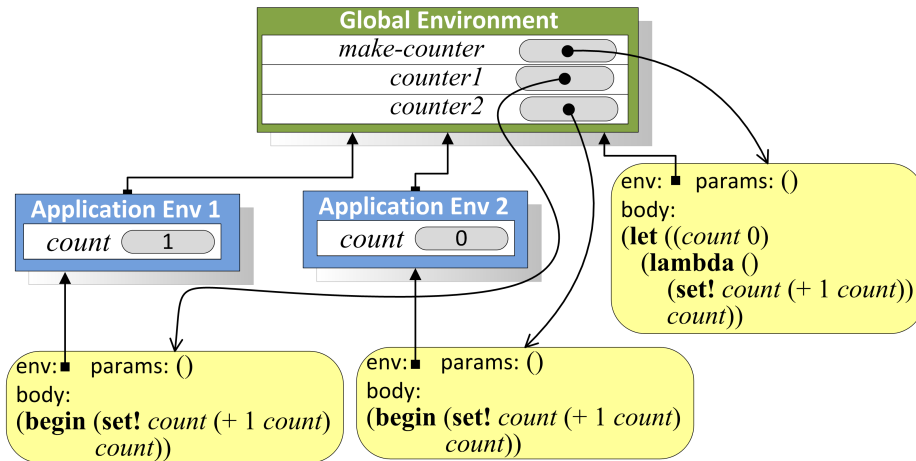 Global Environment
make-counter
counter1
counter2
Application Env 1
count 1
Application Env 2
count 0
env: params: ()
body:
(let ((count 0)
(lambda ()
(set! count (+ 1 count))
count))
env: params: ()
body:
(begin (set! count (+ 1 count)
count))
env: params: ()
body:
(begin (set! count (+ 1 count)
count))